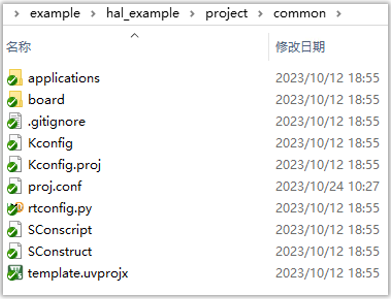 example > hal_example > project > common >
名称 修改日期
applications 2023/10/12 18:55
board 2023/10/12 18:55
.gitignore 2023/10/12 18:55
Kconfig 2023/10/12 18:55
Kconfig.proj 2023/10/12 18:55
proj.conf 2023/10/24 10:27
rtconfig.py 2023/10/12 18:55
SConscript 2023/10/12 18:55
SConstruct 2023/10/12 18:55
template.uvprojx 2023/10/12 18:55